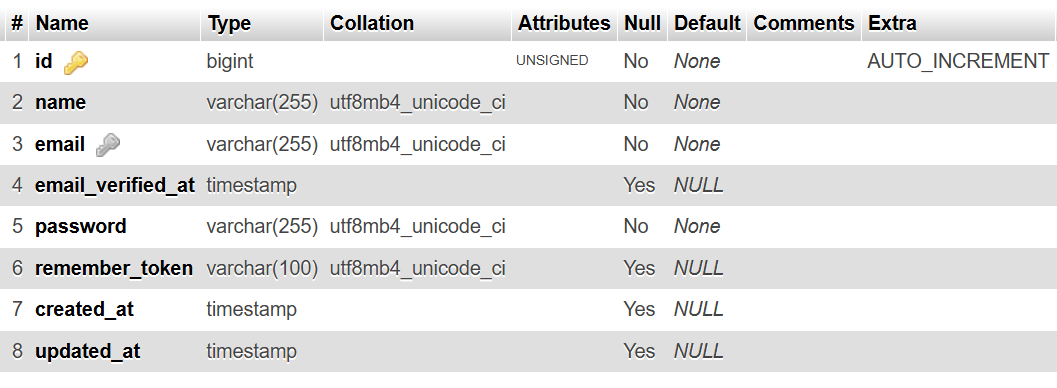 # Name Type Collation Attributes Null Default Comments Extra
1 id bigint UNSIGNED No None AUTO_INCREMENT
2 name varchar(255) utf8mb4_unicode_ci No None
3 email varchar(255) utf8mb4_unicode_ci No None
4 email_verified_at timestamp Yes NULL
5 password varchar(255) utf8mb4_unicode_ci No None
6 remember_token varchar(100) utf8mb4_unicode_ci Yes NULL
7 created_at timestamp Yes NULL
8 updated_at timestamp Yes NULL